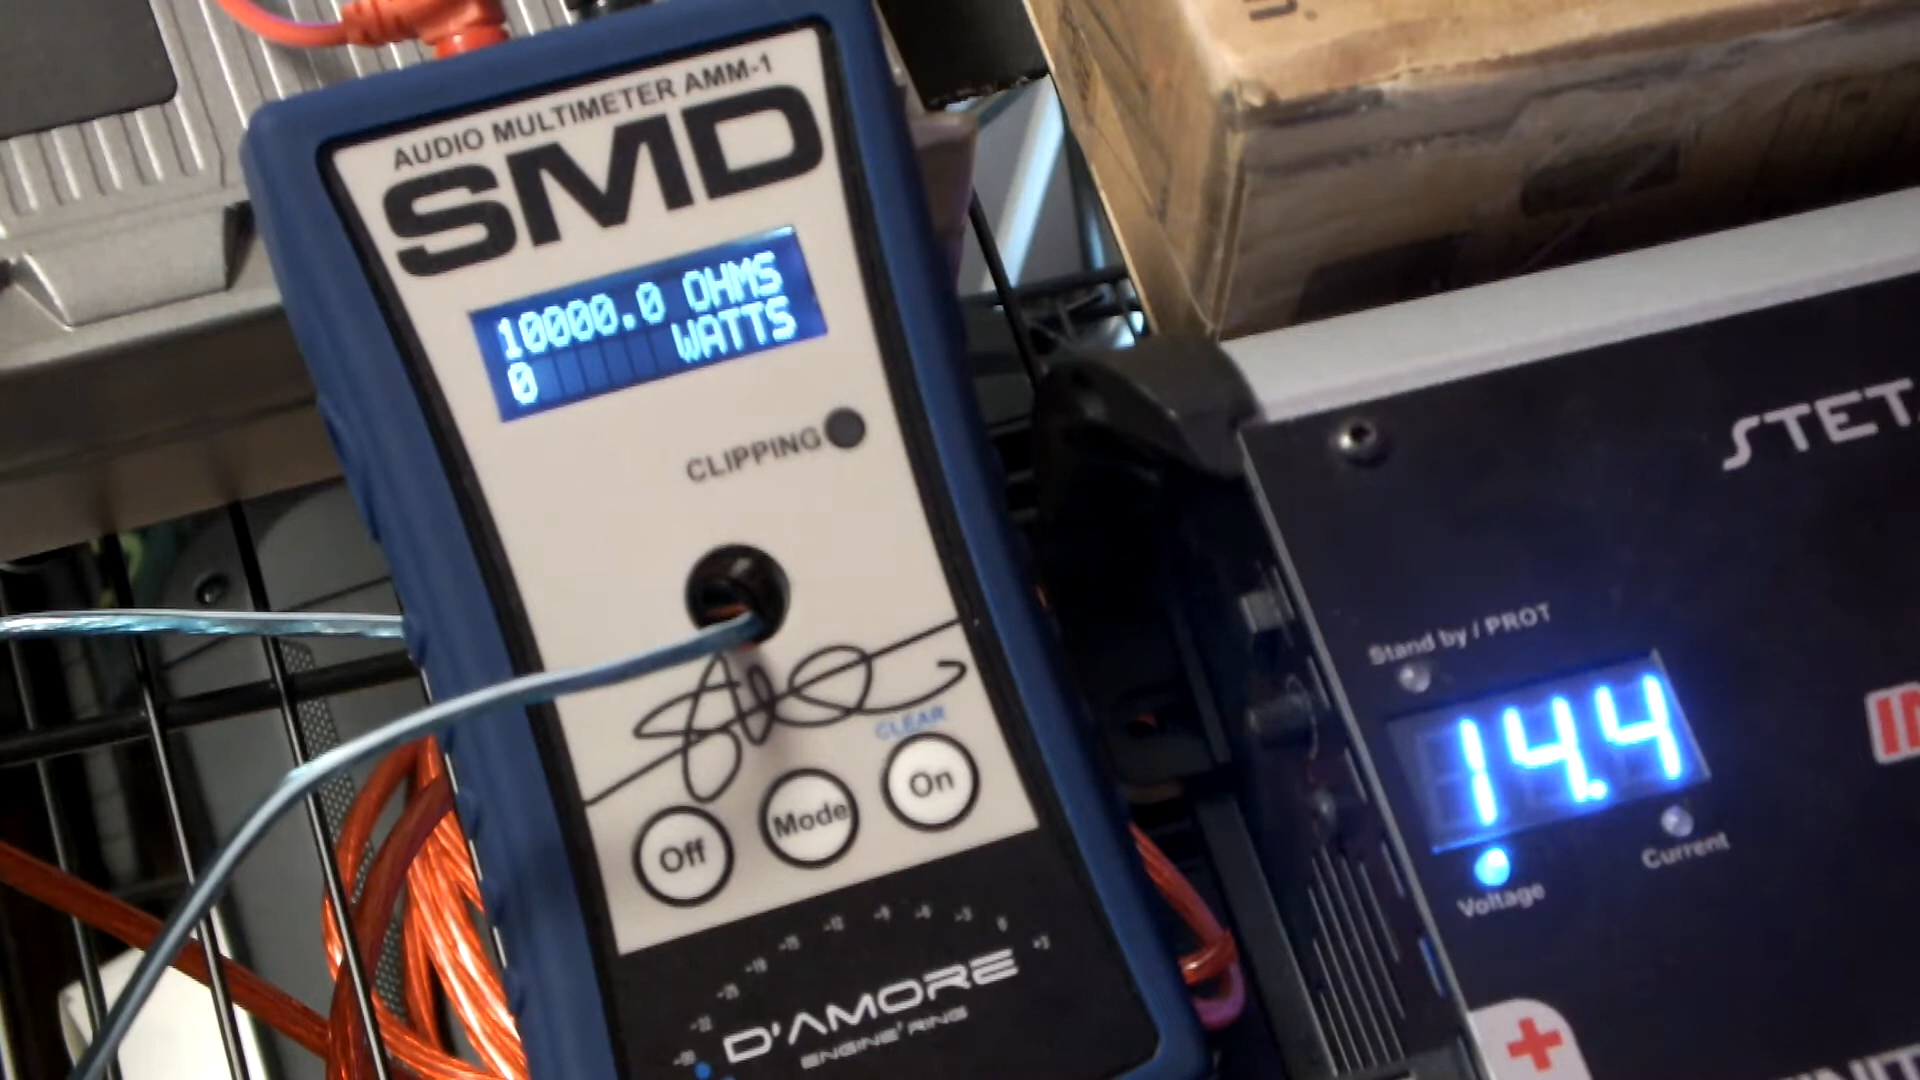 AUDIO MULTIMETER AMM-1
SMD
10000.0 OHMS
0 WATTS
CLIPPING
CLEAR
Off
Mode
On
D'AMORE
ENGINE'RING
Stand by / PROT
14.4
Voltage
Current